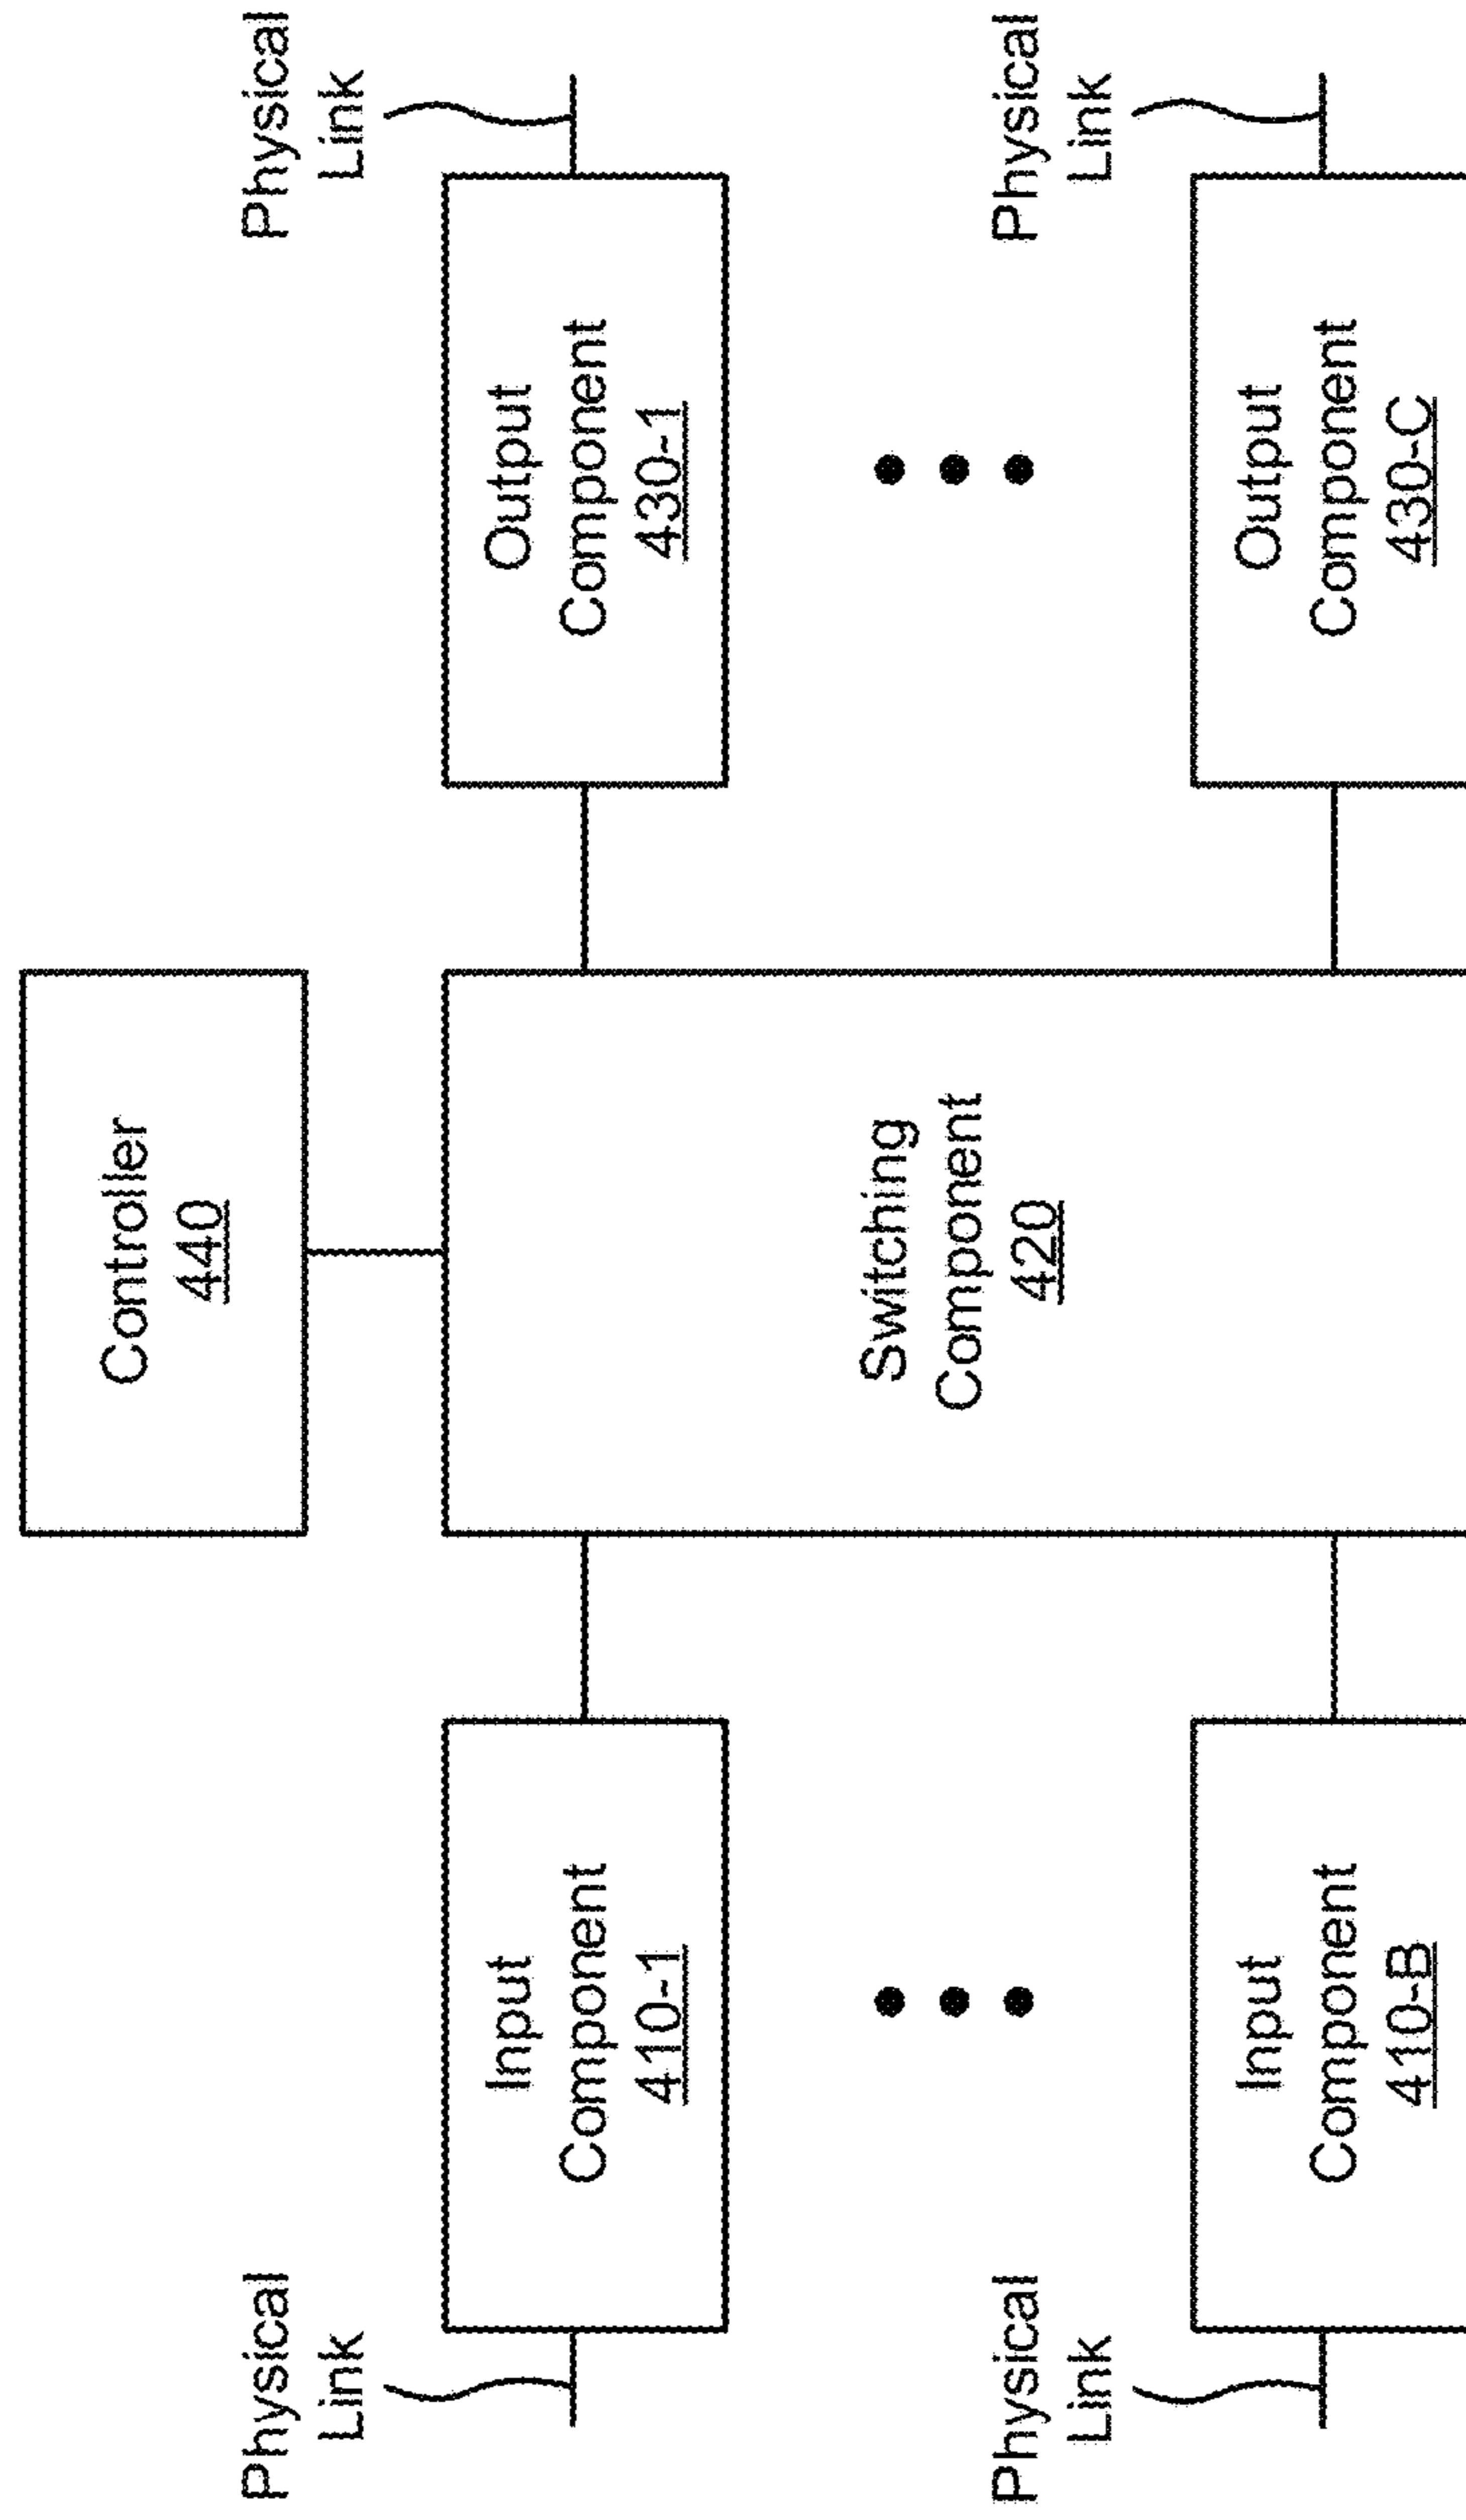 Controller
440
Physical
Link
Physical
Link
Input
Component
410-1
Output
Component
430-1
Switching
Component
420
Physical
Link
Physical
Link
Input
Component
410-B
Output
Component
430-C